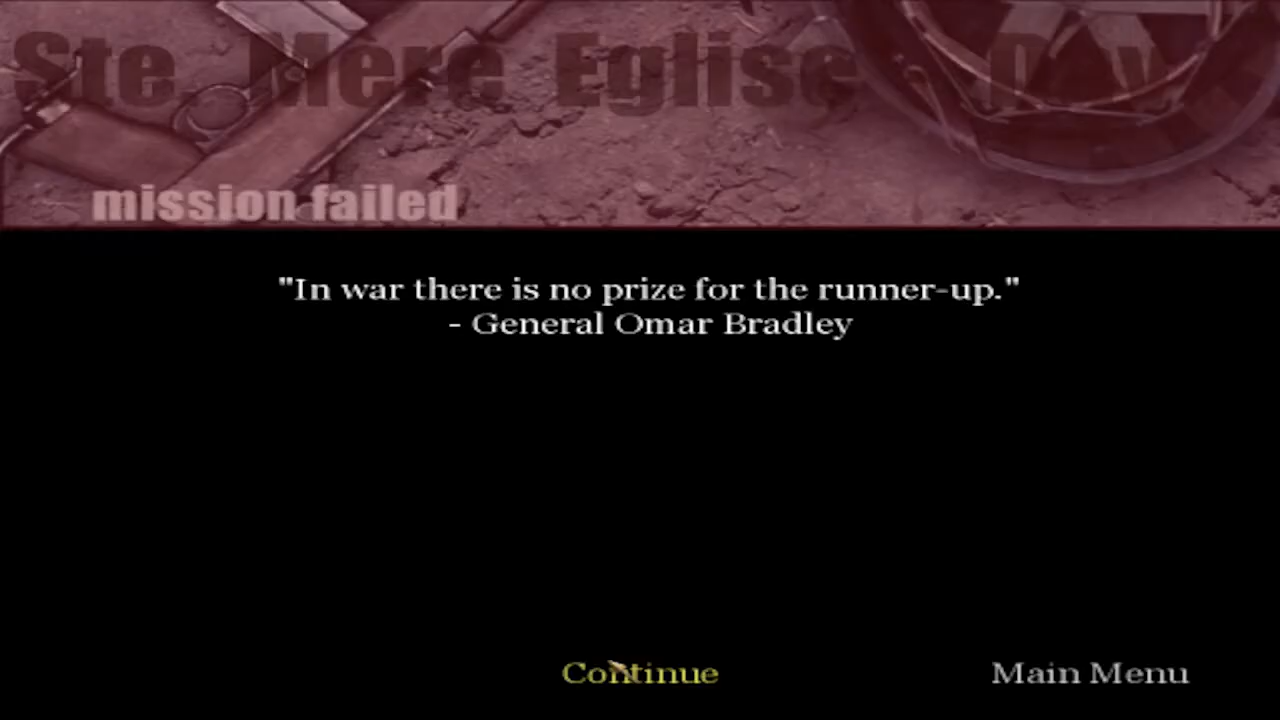 Ste. Mere Eglise Day
mission failed
"In war there is no prize for the runner-up."
- General Omar Bradley
Continue
Main Menu